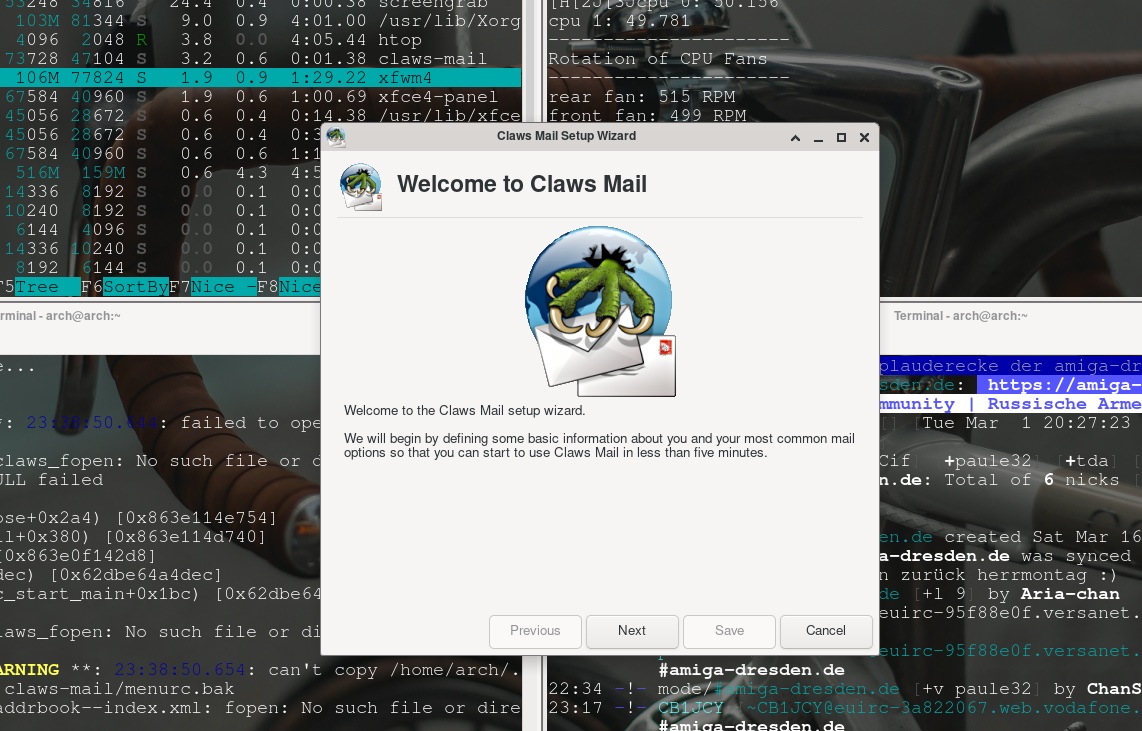 53248 34816 24.4 0.4 0:00.38 screengrab
103M 81344 S 9.0 0.9 4:01.00 /usr/lib/Xorg
4096 2048 R 3.8 0.0 4:05.44 htop
73728 47104 S 3.2 0.6 0:01.38 claws-mail
106M 77824 S 1.9 0.9 1:29.22 xfwm4
67584 40960 S 1.9 0.6 1:00.69 xfce4-panel
45056 28672 S 0.6 0.4 0:14.38 /usr/lib/xfce
45056 28672 S 0.6 0.4 0:3
67584 40960 S 0.6 0.6 1:1
516M 159M S 0.6 4.3 4:5
14336 8192 S 0.0 0.1 0:0
10240 8192 S 0.0 0.1 0:0
6144 4096 S 0.0 0.1 0:0
14336 10240 S 0.0 0.1 0:0
8192 6144 S 0.0 0.1 0:0
F5Tree F6SortByF7Nice -F8Nice
[H[2J[3Jcpu 0: 50.156
cpu 1: 49.781
----------------------
Rotation of CPU Fans
----------------------
rear fan: 515 RPM
front fan: 499 RPM
Claws Mail Setup Wizard
Welcome to Claws Mail
Welcome to the Claws Mail setup wizard.
We will begin by defining some basic information about you and your most common mail
options so that you can start to use Claws Mail in less than five minutes.
Previous Next Save Cancel
rminal - arch@arch:~
e...
*: 23:38:50.644: failed to ope
claws_fopen: No such file or d
ULL failed
ose+0x2a4) [0x863e114e754]
ll+0x380) [0x863e114d740]
[0x863e0f142d8]
dec) [0x62dbe64a4dec]
c_start_main+0x1bc) [0x62dbe64
laws_fopen: No such file or di
ARNING **: 23:38:50.654: can't copy /home/arch/.
claws-mail/menurc.bak
addrbook--index.xml: fopen: No such file or dire
Terminal - arch@arch:~
plauderecke der amiga-dr
sden.de: https://amiga-
mmunity | Russische Arme
[] [Tue Mar 1 20:27:23
Cif] [+paule32] [+tda] [
n.de: Total of 6 nicks [
en.de created Sat Mar 16
a-dresden.de was synced
n zurück herrmontag :)
de [+l 9] by Aria-chan
euirc-95f88e0f.versanet.
euirc-95f88e0f.versanet.
#amiga-dresden.de
22:34 -!- mode/#amiga-dresden.de [+v paule32] by ChanS
23:17 -!- CB1JCY [~CB1JCY@euirc-3a822067.web.vodafone.
#amiga-dresden.de